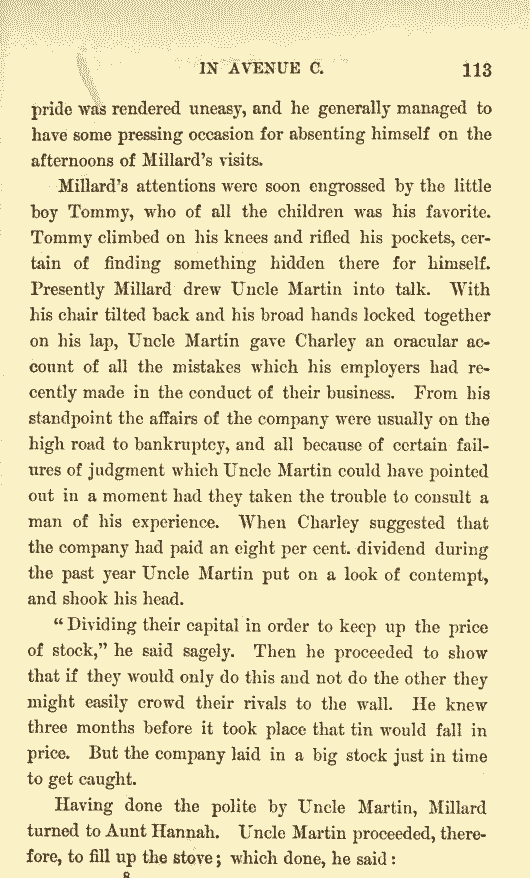 IN AVENUE C. 113
pride was rendered uneasy, and he generally managed to
have some pressing occasion for absenting himself on the
afternoons of Millard's visits.
Millard's attentions were soon engrossed by the little
boy Tommy, who of all the children was his favorite.
Tommy climbed on his knees and rifled his pockets, cer-
tain of finding something hidden there for himself.
Presently Millard drew Uncle Martin into talk. With
his chair tilted back and his broad hands locked together
on his lap, Uncle Martin gave Charley an oracular ac-
count of all the mistakes which his employers had re-
cently made in the conduct of their business. From his
standpoint the affairs of the company were usually on the
high road to bankruptcy, and all because of certain fail-
ures of judgment which Uncle Martin could have pointed
out in a moment had they taken the trouble to consult a
man of his experience. When Charley suggested that
the company had paid an eight per cent. dividend during
the past year Uncle Martin put on a look of contempt,
and shook his head.
"Dividing their capital in order to keep up the price
of stock," he said sagely. Then he proceeded to show
that if they would only do this and not do the other they
might easily crowd their rivals to the wall. He knew
three months before it took place that tin would fall in
price. But the company laid in a big stock just in time
to get caught.
Having done the polite by Uncle Martin, Millard
turned to Aunt Hannah. Uncle Martin proceeded, there-
fore, to fill up the stove; which done, he said:
8